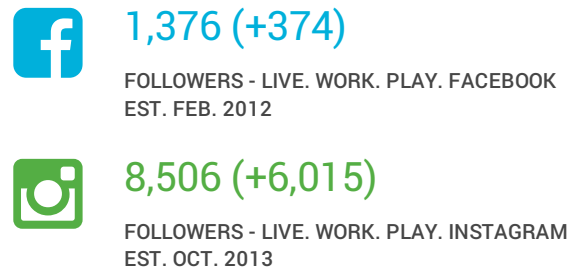 1,376 (+374)
FOLLOWERS - LIVE. WORK. PLAY. FACEBOOK
EST. FEB. 2012
8,506 (+6,015)
FOLLOWERS - LIVE. WORK. PLAY. INSTAGRAM
EST. OCT. 2013